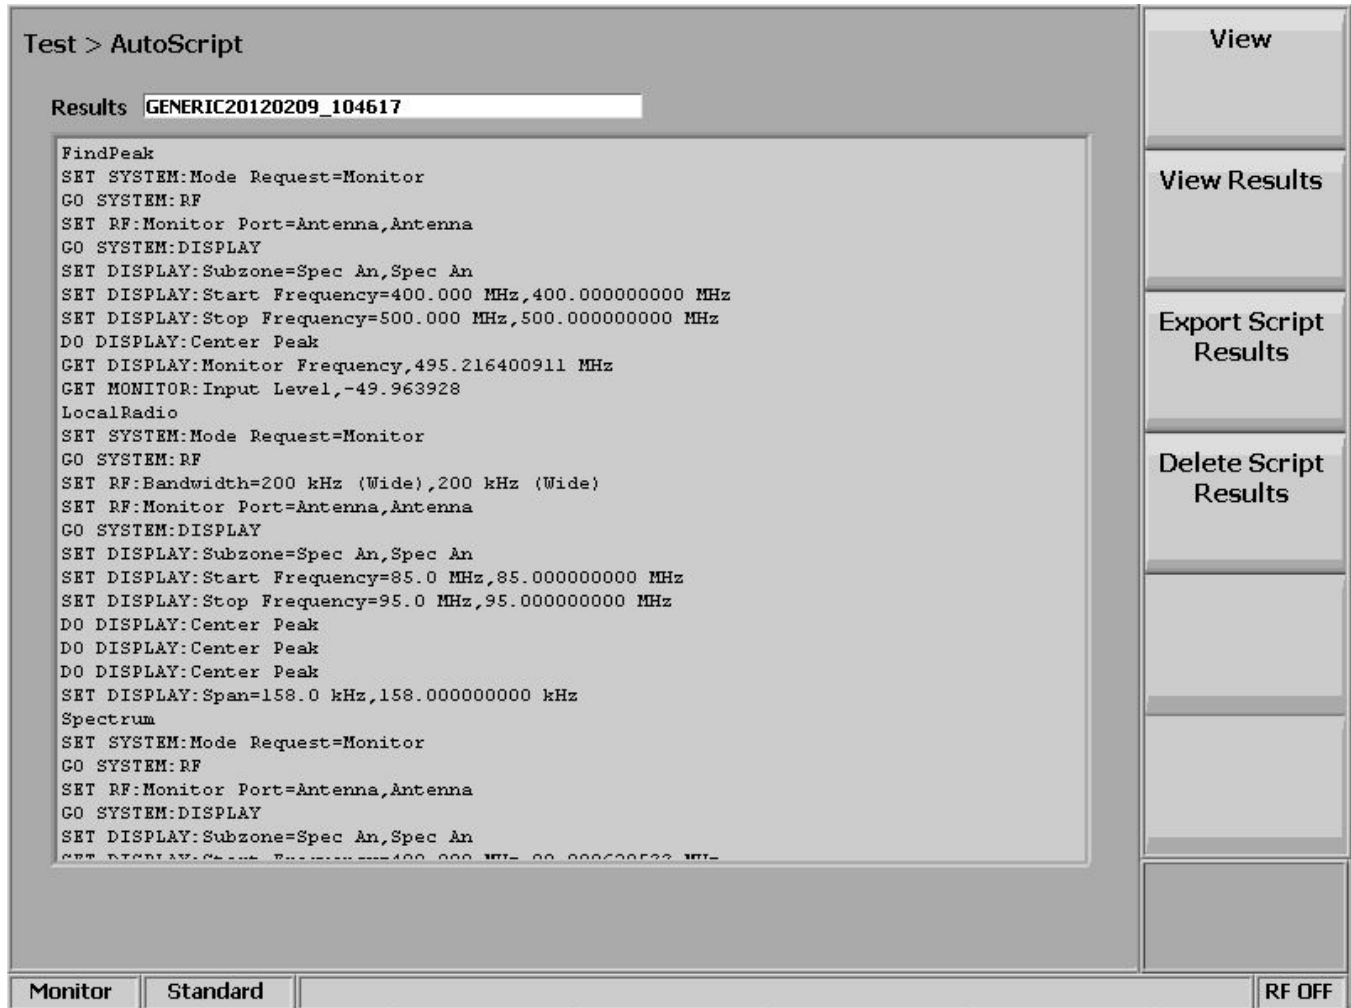 Test > AutoScript
Results GENERIC20120209_104617
FindPeak
SET SYSTEM:Mode Request=Monitor
GO SYSTEM:RF
SET RF:Monitor Port=Antenna,Antenna
GO SYSTEM:DISPLAY
SET DISPLAY:Subzone=Spec An,Spec An
SET DISPLAY:Start Frequency=400.000 MHz,400.000000000 MHz
SET DISPLAY:Stop Frequency=500.000 MHz,500.000000000 MHz
DO DISPLAY:Center Peak
GET DISPLAY:Monitor Frequency,495.216400911 MHz
GET MONITOR:Input Level,-49.963928
LocalRadio
SET SYSTEM:Mode Request=Monitor
GO SYSTEM:RF
SET RF:Bandwidth=200 kHz (Wide),200 kHz (Wide)
SET RF:Monitor Port=Antenna,Antenna
GO SYSTEM:DISPLAY
SET DISPLAY:Subzone=Spec An,Spec An
SET DISPLAY:Start Frequency=85.0 MHz,85.000000000 MHz
SET DISPLAY:Stop Frequency=95.0 MHz,95.000000000 MHz
DO DISPLAY:Center Peak
DO DISPLAY:Center Peak
DO DISPLAY:Center Peak
SET DISPLAY:Span=158.0 kHz,158.000000000 kHz
Spectrum
SET SYSTEM:Mode Request=Monitor
GO SYSTEM:RF
SET RF:Monitor Port=Antenna,Antenna
GO SYSTEM:DISPLAY
SET DISPLAY:Subzone=Spec An,Spec An
SET DISPLAY:Start
View
View Results
Export Script
Results
Delete Script
Results
Monitor
Standard
RF OFF